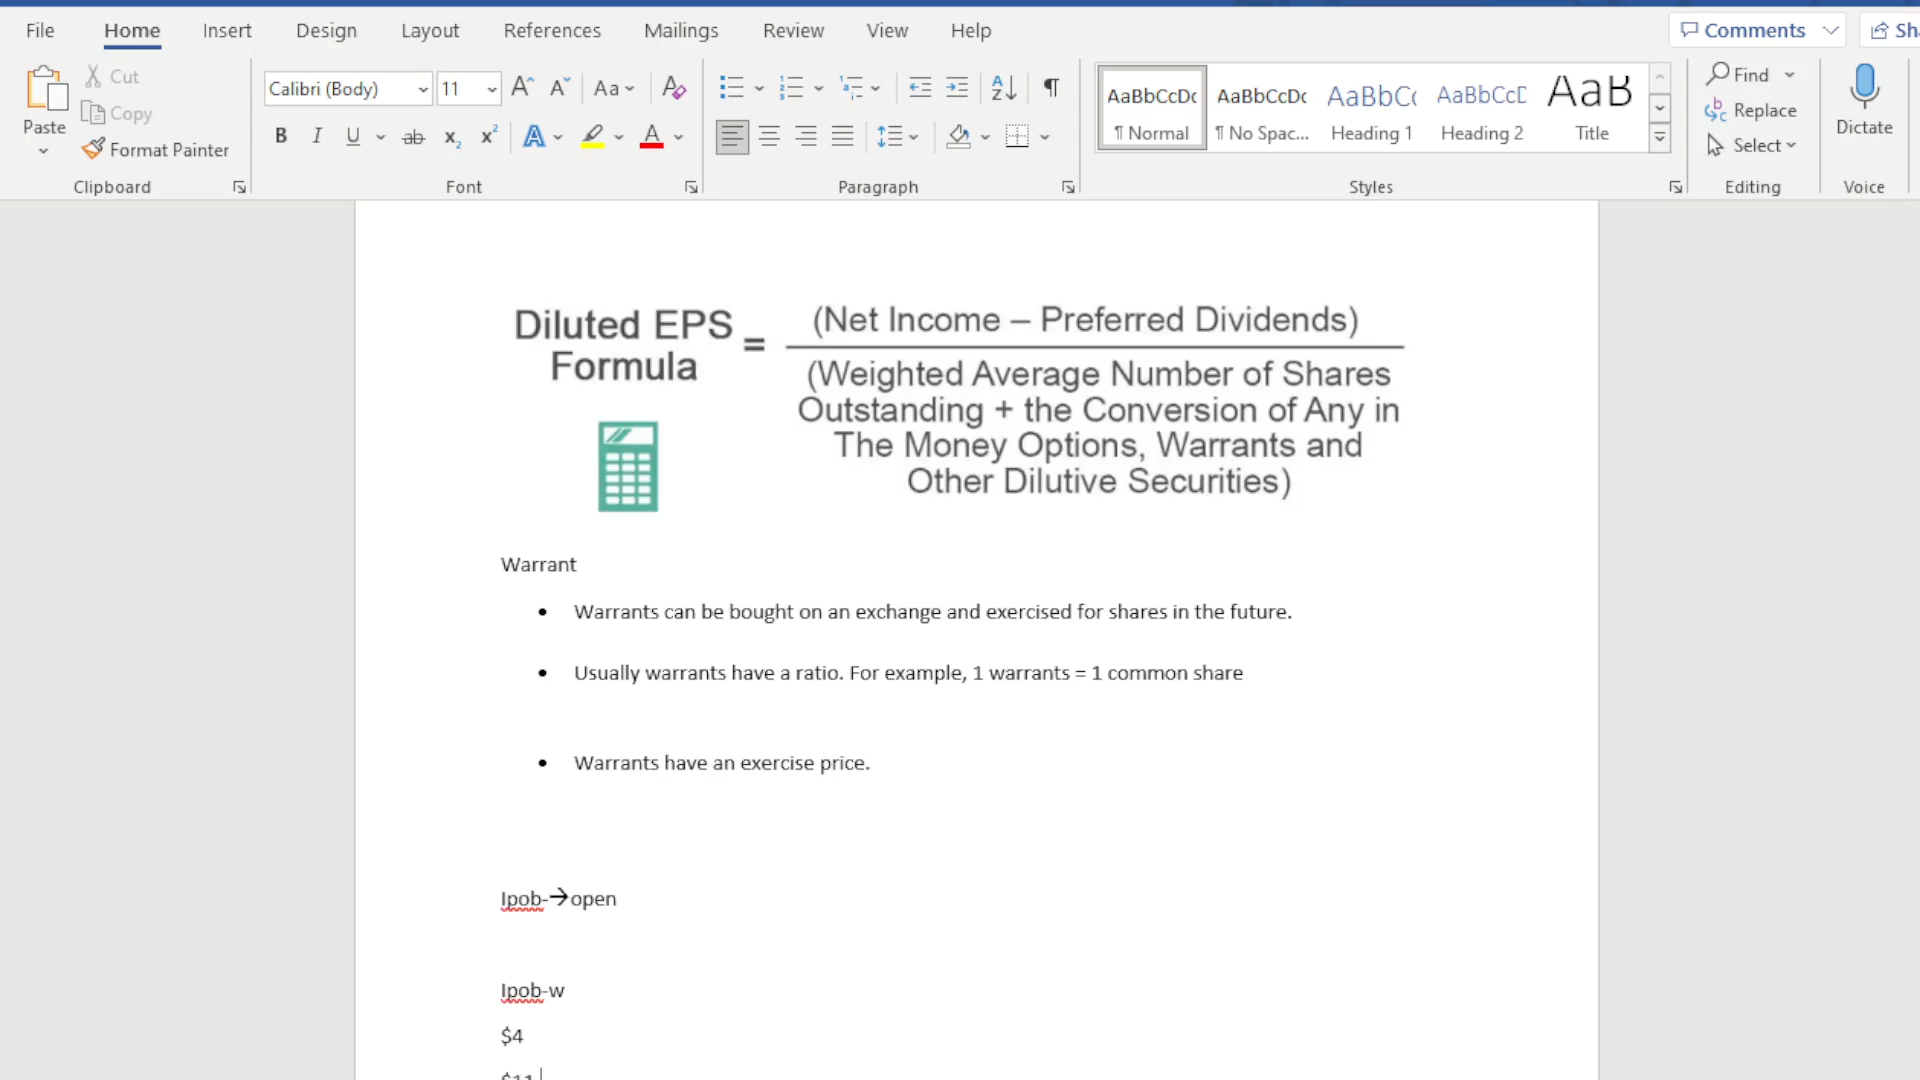 File Home Insert Design Layout References Mailings Review View Help Comments
Cut
Copy
Paste
Format Painter
Clipboard
Calibri (Body) 11
Font
Paragraph
AaBbCcDc AaBbCcDc AaBbCc AaBbCcD AaB
¶ Normal ¶ No Spac... Heading 1 Heading 2 Title
Styles
Find
Replace
Select
Editing
Dictate
Voice
Diluted EPS
Formula
=
(Net Income – Preferred Dividends)
(Weighted Average Number of Shares
Outstanding + the Conversion of Any in
The Money Options, Warrants and
Other Dilutive Securities)
Warrant
• Warrants can be bought on an exchange and exercised for shares in the future.
• Usually warrants have a ratio. For example, 1 warrants = 1 common share
• Warrants have an exercise price.
Ipob-→open
Ipob-w
$4
$11